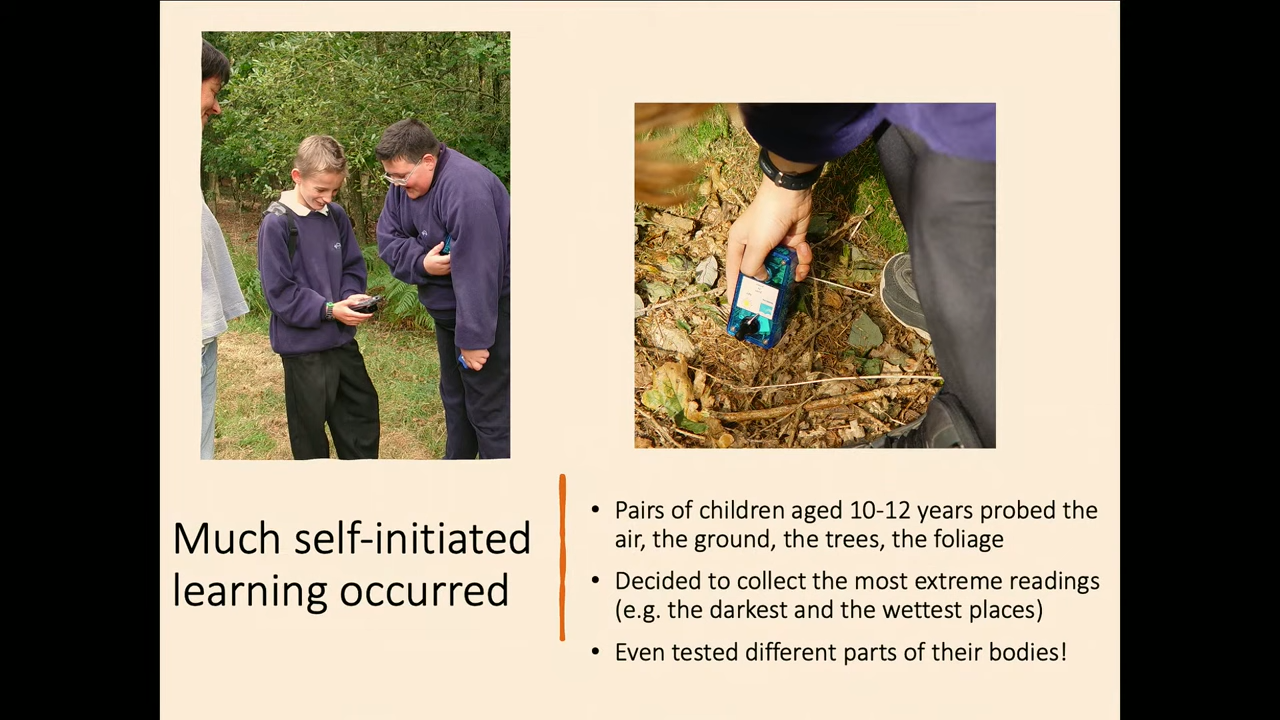 Much self-initiated
learning occurred
• Pairs of children aged 10-12 years probed the
air, the ground, the trees, the foliage
• Decided to collect the most extreme readings
(e.g. the darkest and the wettest places)
• Even tested different parts of their bodies!